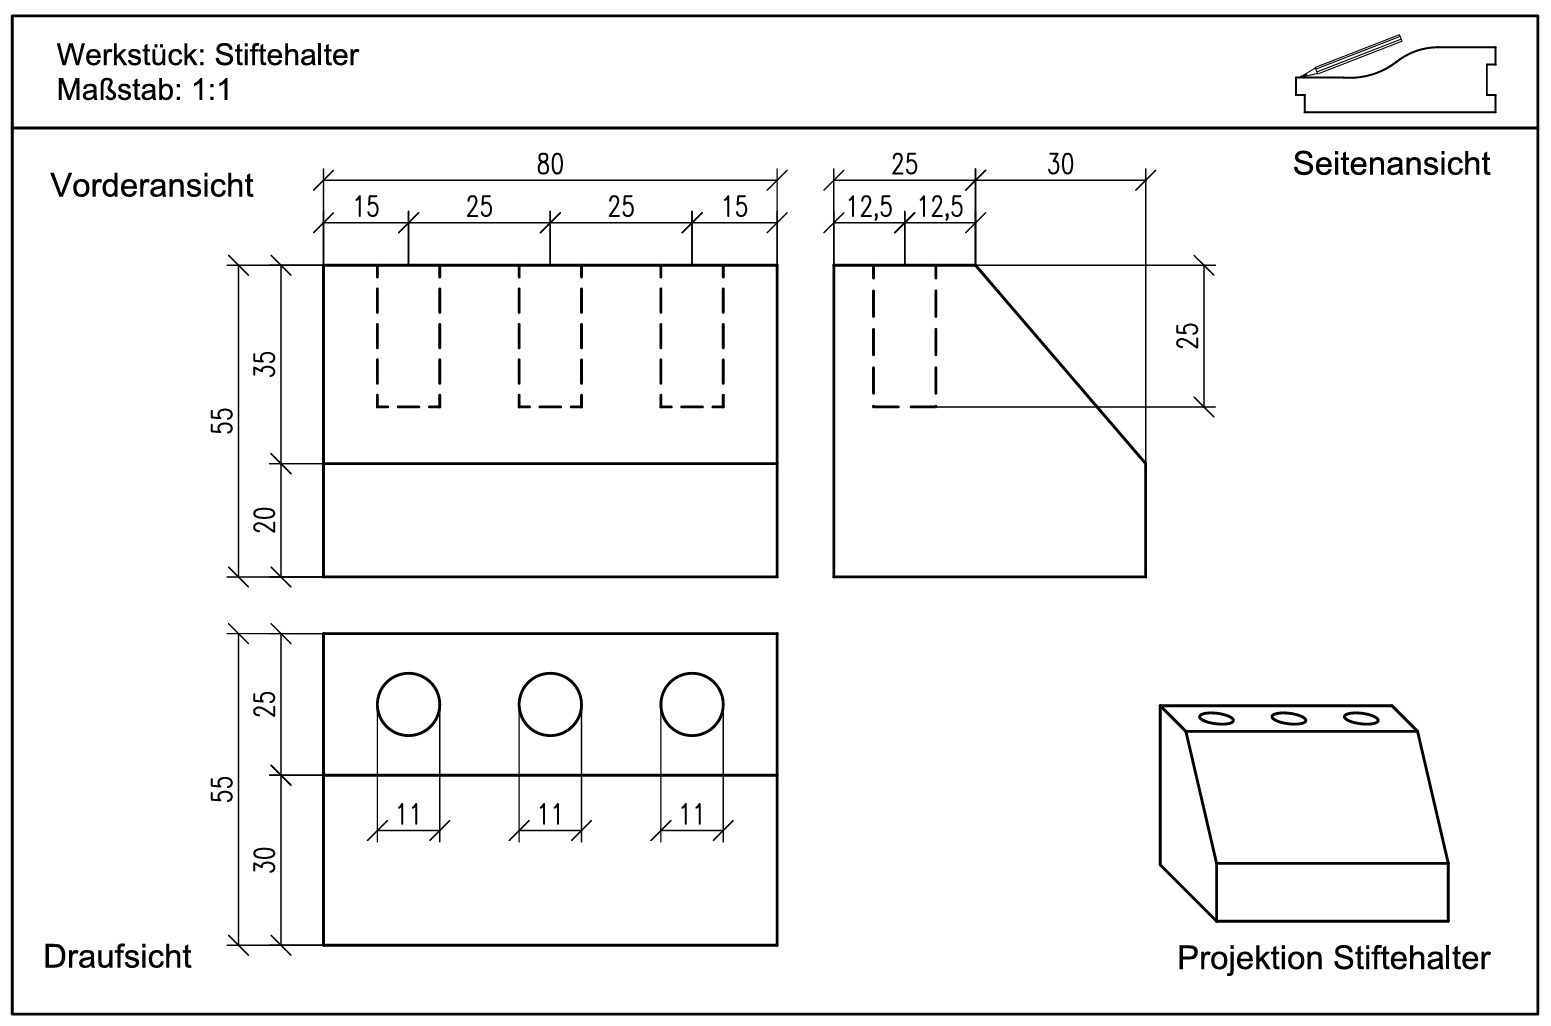 Werkstück: Stiftehalter
Maßstab: 1:1
Vorderansicht
80
15 25 25 15
55
35
20
Seitenansicht
25 30
12,5 12,5
25
Draufsicht
55
25
30
11 11 11
Projektion Stiftehalter